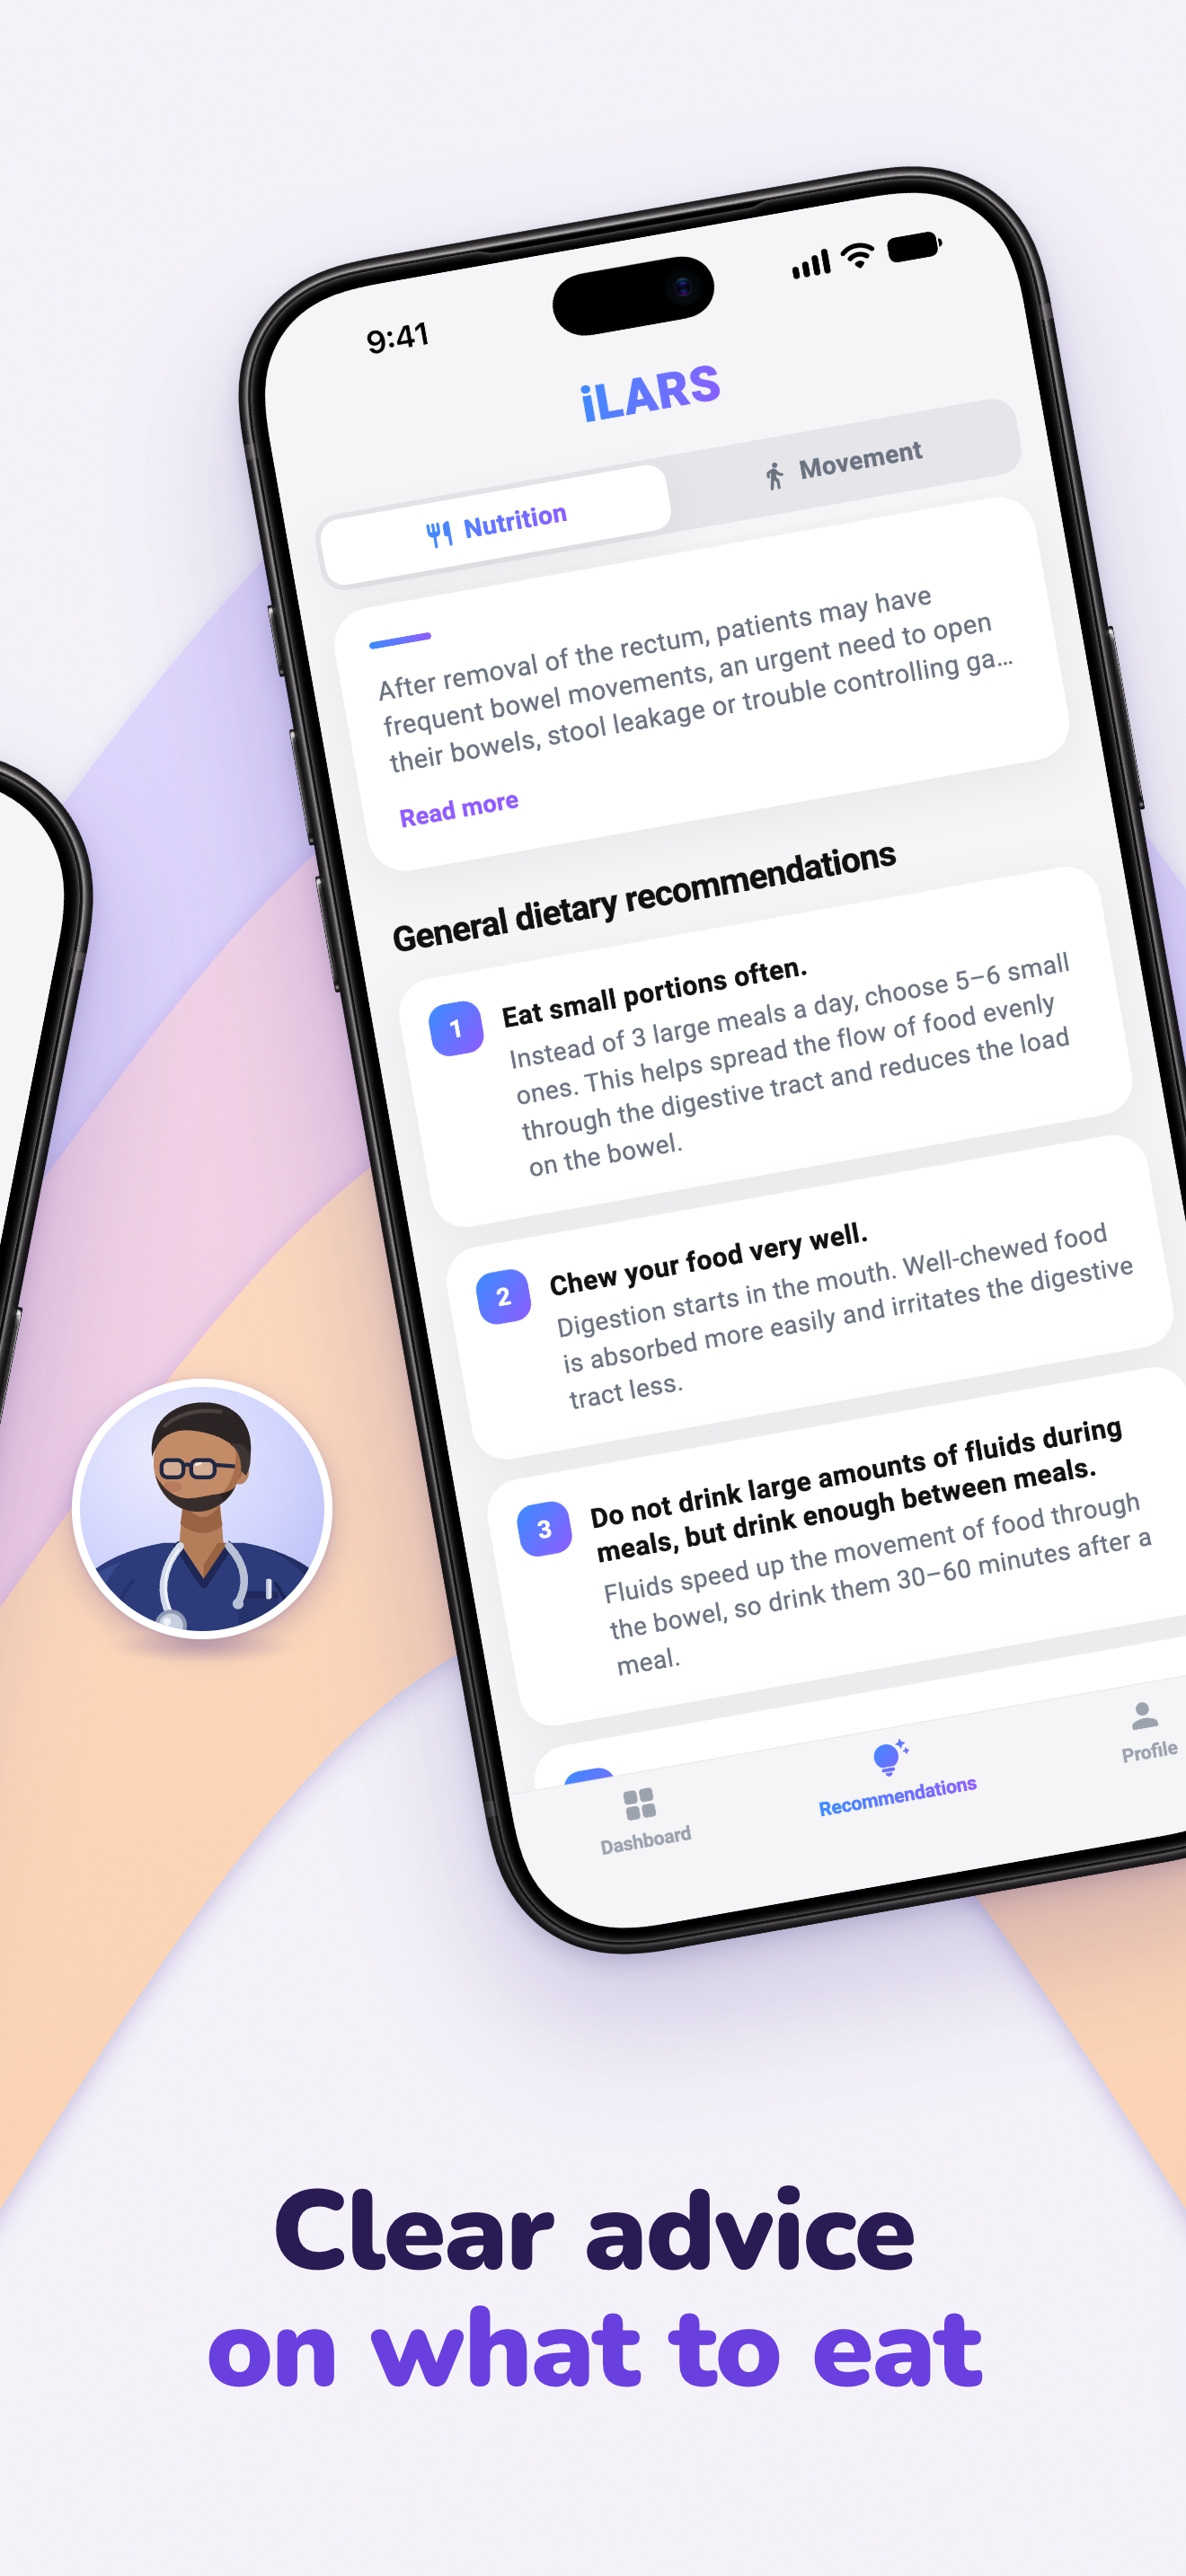 9:41
iLARS
Nutrition
Movement
After removal of the rectum, patients may have
frequent bowel movements, an urgent need to open
their bowels, stool leakage or trouble controlling ga...
Read more
General dietary recommendations
1
Eat small portions often.
Instead of 3 large meals a day, choose 5–6 small
ones. This helps spread the flow of food evenly
through the digestive tract and reduces the load
on the bowel.
2
Chew your food very well.
Digestion starts in the mouth. Well-chewed food
is absorbed more easily and irritates the digestive
tract less.
3
Do not drink large amounts of fluids during
meals, but drink enough between meals.
Fluids speed up the movement of food through
the bowel, so drink them 30–60 minutes after a
meal.
Dashboard
Recommendations
Profile
Clear advice
on what to eat